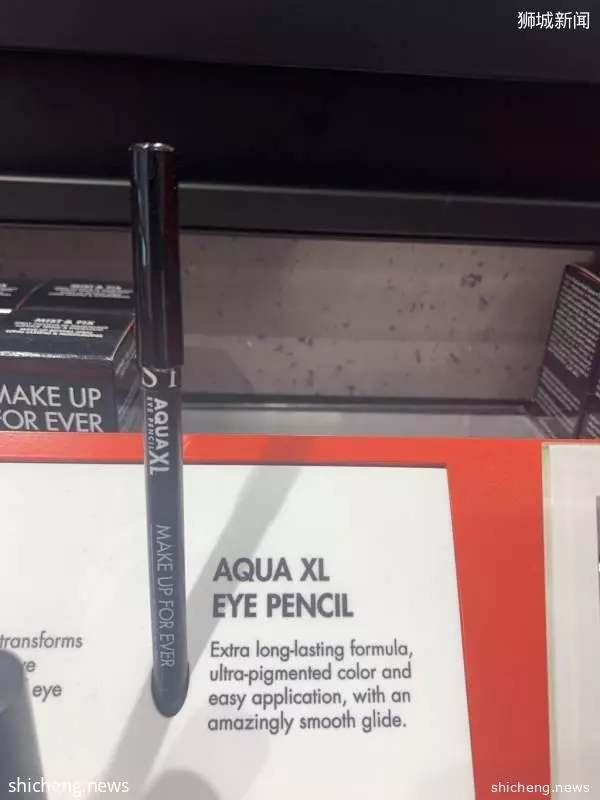 狮城新闻
MIST & FIX
MAKE UP
FOR EVER
S1
AQUA XL
EYE PENCIL
MAKE UP FOR EVER
AQUA XL
EYE PENCIL
Extra long-lasting formula,
ultra-pigmented color and
easy application, with an
amazingly smooth glide.
transforms
eye
shicheng.news
shicheng.news